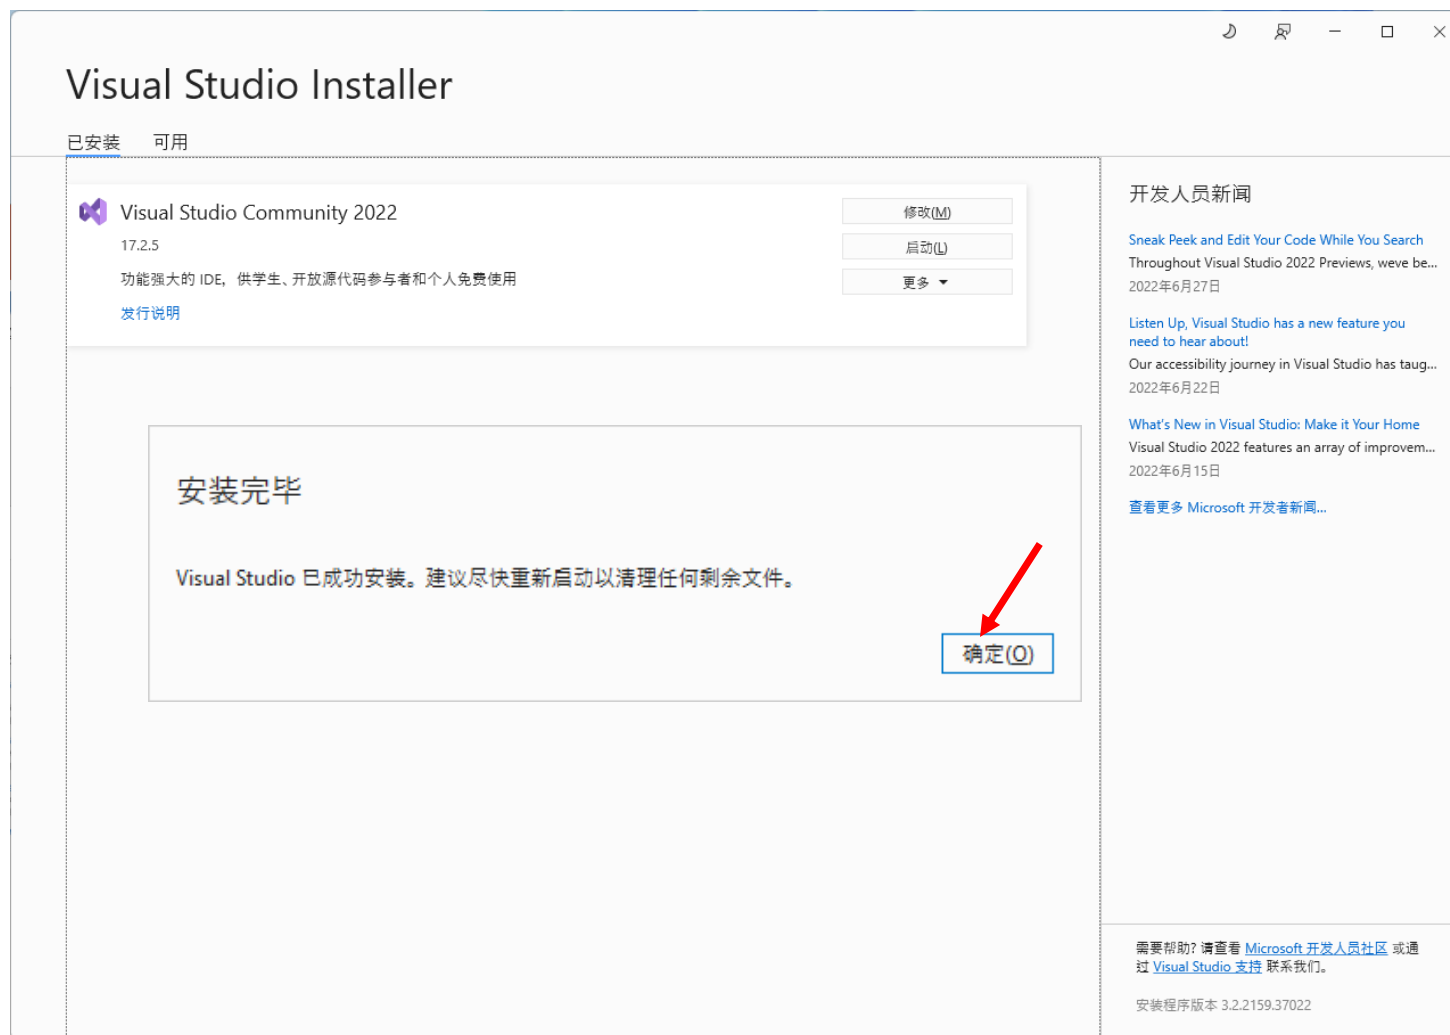 Visual Studio Installer
已安装 可用
Visual Studio Community 2022
17.2.5
功能强大的 IDE，供学生、开放源代码参与者和个人免费使用
发行说明
修改(M)
启动(L)
更多
安装完毕
Visual Studio 已成功安装。建议尽快重新启动以清理任何剩余文件。
确定(O)
开发人员新闻
Sneak Peek and Edit Your Code While You Search
Throughout Visual Studio 2022 Previews, weve be...
2022年6月27日
Listen Up, Visual Studio has a new feature you
need to hear about!
Our accessibility journey in Visual Studio has taug...
2022年6月22日
What's New in Visual Studio: Make it Your Home
Visual Studio 2022 features an array of improvem...
2022年6月15日
查看更多 Microsoft 开发者新闻...
需要帮助? 请查看 Microsoft 开发人员社区 或通
过 Visual Studio 支持 联系我们。
安装程序版本 3.2.2159.37022